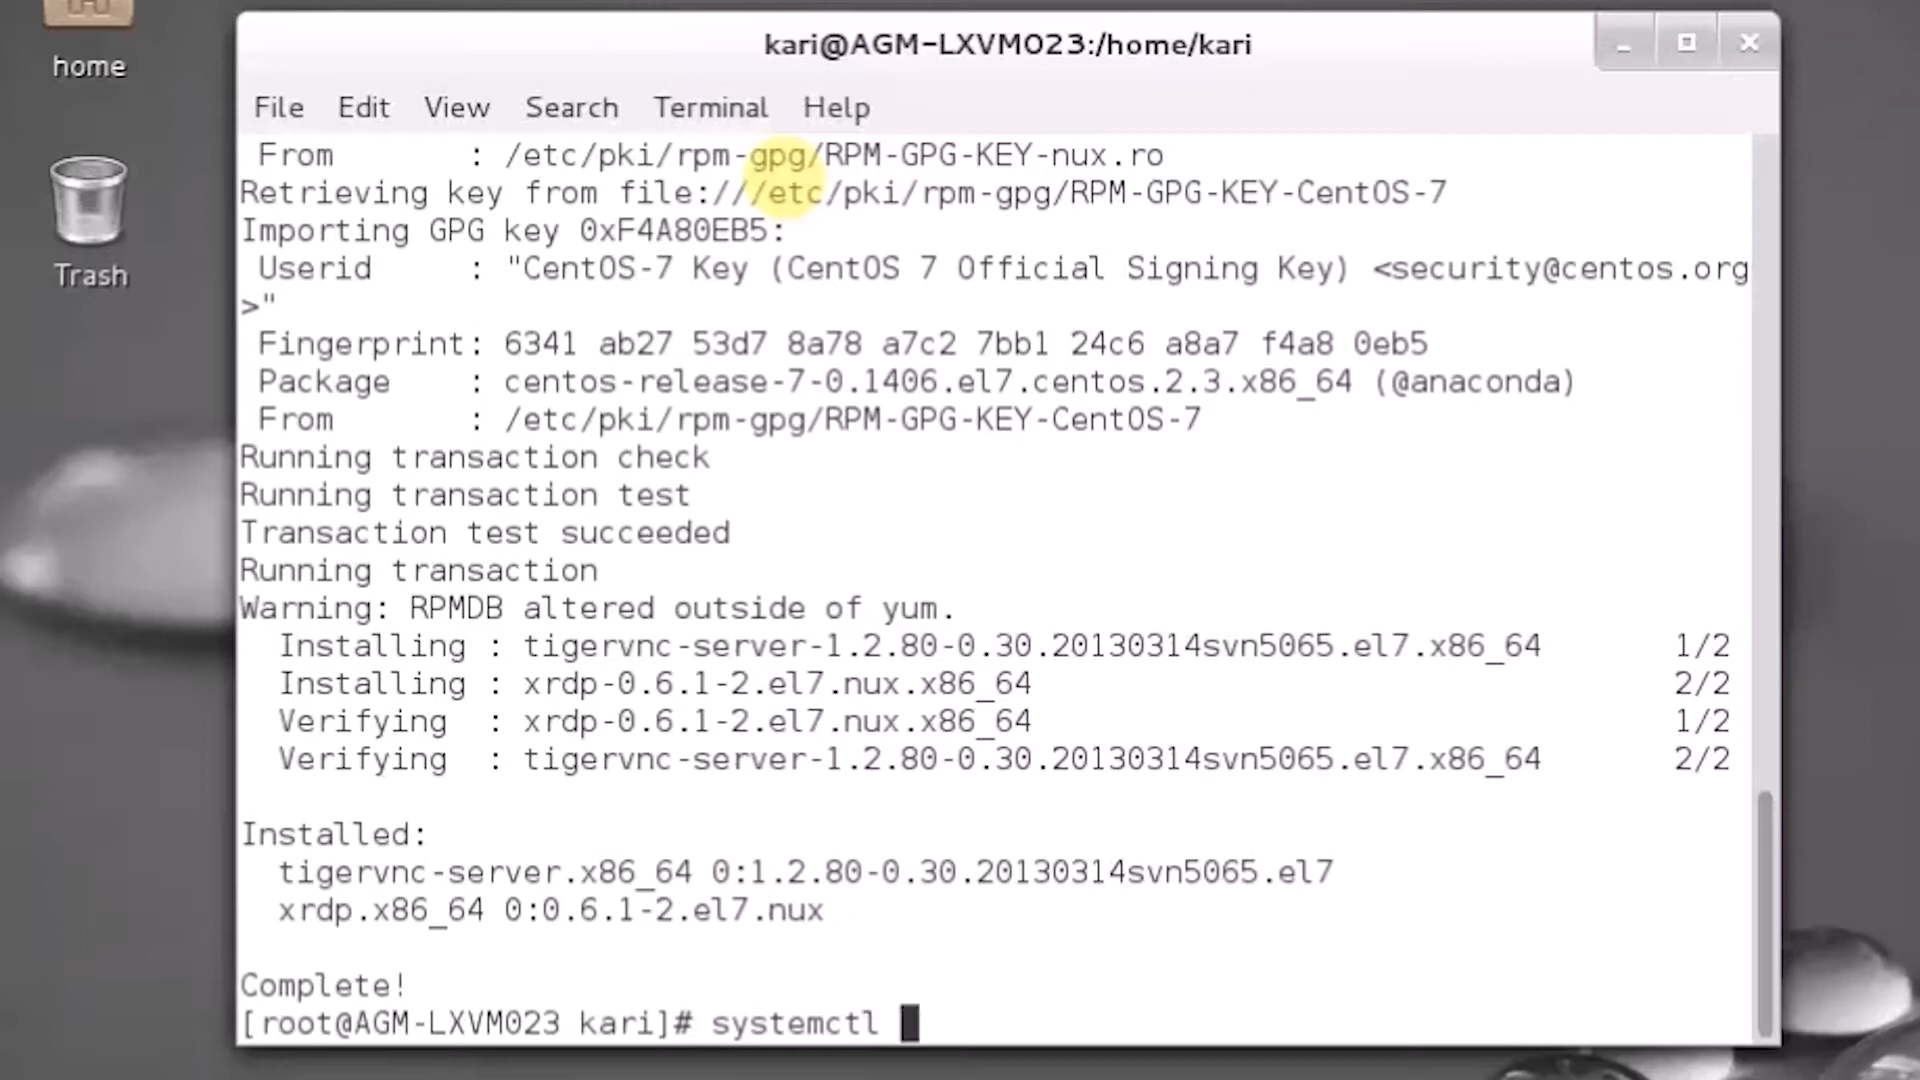 home
Trash
kari@AGM-LXVM023:/home/kari
File Edit View Search Terminal Help
From : /etc/pki/rpm-gpg/RPM-GPG-KEY-nux.ro
Retrieving key from file:///etc/pki/rpm-gpg/RPM-GPG-KEY-CentOS-7
Importing GPG key 0xF4A80EB5:
Userid : "CentOS-7 Key (CentOS 7 Official Signing Key) <security@centos.org
>"
Fingerprint: 6341 ab27 53d7 8a78 a7c2 7bb1 24c6 a8a7 f4a8 0eb5
Package : centos-release-7-0.1406.el7.centos.2.3.x86_64 (@anaconda)
From : /etc/pki/rpm-gpg/RPM-GPG-KEY-CentOS-7
Running transaction check
Running transaction test
Transaction test succeeded
Running transaction
Warning: RPMDB altered outside of yum.
Installing : tigervnc-server-1.2.80-0.30.20130314svn5065.el7.x86_64 1/2
Installing : xrdp-0.6.1-2.el7.nux.x86_64 2/2
Verifying : xrdp-0.6.1-2.el7.nux.x86_64 1/2
Verifying : tigervnc-server-1.2.80-0.30.20130314svn5065.el7.x86_64 2/2
Installed:
tigervnc-server.x86_64 0:1.2.80-0.30.20130314svn5065.el7
xrdp.x86_64 0:0.6.1-2.el7.nux
Complete!
[root@AGM-LXVM023 kari]# systemctl